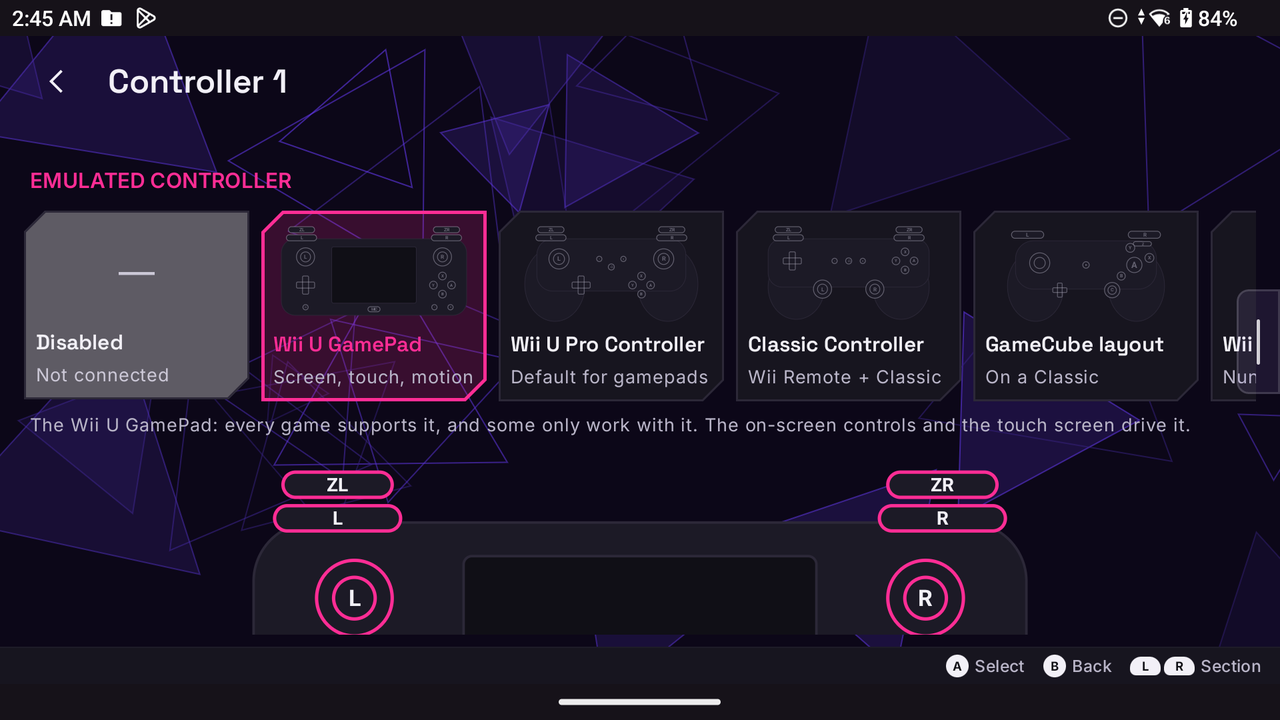 2:45 AM
6
84%
Controller 1
EMULATED CONTROLLER
Disabled
Not connected
Wii U GamePad
Screen, touch, motion
Wii U Pro Controller
Default for gamepads
Classic Controller
Wii Remote + Classic
GameCube layout
On a Classic
Wii
Nun
The Wii U GamePad: every game supports it, and some only work with it. The on-screen controls and the touch screen drive it.
ZL ZR
L R
L R
A Select B Back L R Section